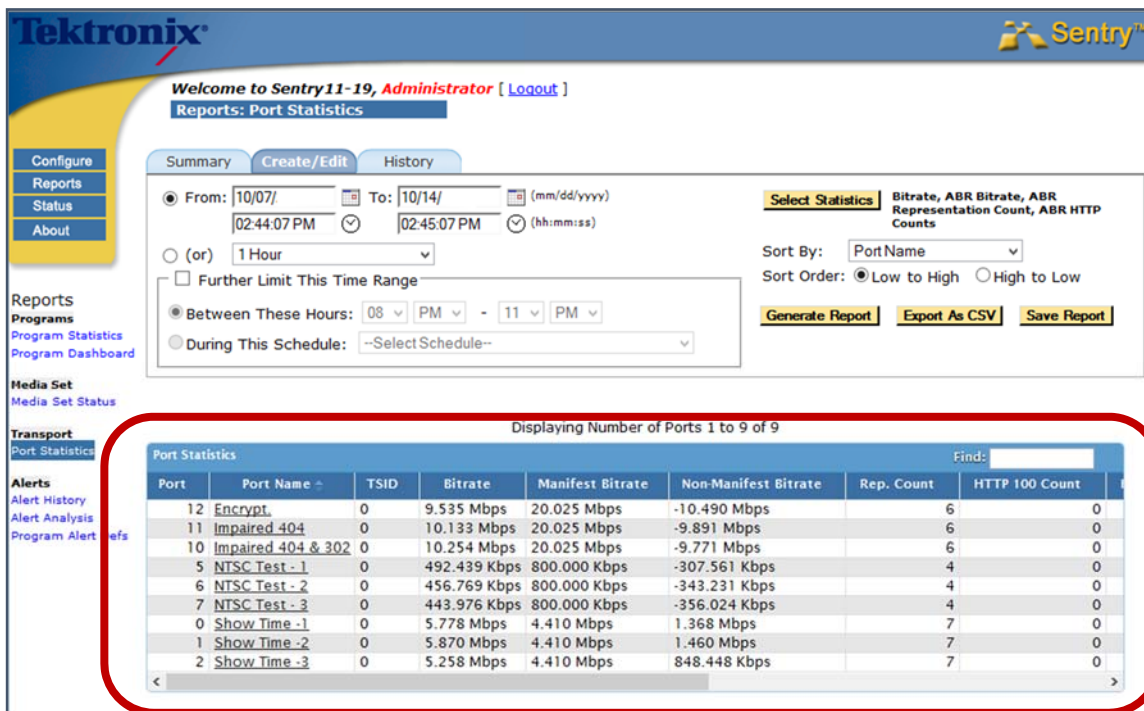 Tektronix®
Sentry™
Welcome to Sentry11-19, Administrator [ Logout ]
Reports: Port Statistics
Configure
Reports
Status
About
Summary Create/Edit History
From: 10/07/ To: 10/14/ (mm/dd/yyyy)
02:44:07 PM 02:45:07 PM (hh:mm:ss)
(or) 1 Hour
Further Limit This Time Range
Between These Hours: 08 PM - 11 PM
During This Schedule: --Select Schedule--
Select Statistics Bitrate, ABR Bitrate, ABR
Representation Count, ABR HTTP
Counts
Sort By: Port Name
Sort Order: Low to High High to Low
Generate Report Export As CSV Save Report
Reports
Programs
Program Statistics
Program Dashboard
Media Set
Media Set Status
Transport
Port Statistics
Alerts
Alert History
Alert Analysis
Program Alert efs
Displaying Number of Ports 1 to 9 of 9
Port Statistics Find:
Port Port Name TSID Bitrate Manifest Bitrate Non-Manifest Bitrate Rep. Count HTTP 100 Count
12 Encrypt. 0 9.535 Mbps 20.025 Mbps -10.490 Mbps 6 0
11 Impaired 404 0 10.133 Mbps 20.025 Mbps -9.891 Mbps 6 0
10 Impaired 404 & 302 0 10.254 Mbps 20.025 Mbps -9.771 Mbps 6 0
5 NTSC Test - 1 0 492.439 Kbps 800.000 Kbps -307.561 Kbps 4 0
6 NTSC Test - 2 0 456.769 Kbps 800.000 Kbps -343.231 Kbps 4 0
7 NTSC Test - 3 0 443.976 Kbps 800.000 Kbps -356.024 Kbps 4 0
0 Show Time -1 0 5.778 Mbps 4.410 Mbps 1.368 Mbps 7 0
1 Show Time -2 0 5.870 Mbps 4.410 Mbps 1.460 Mbps 7 0
2 Show Time -3 0 5.258 Mbps 4.410 Mbps 848.448 Kbps 7 0